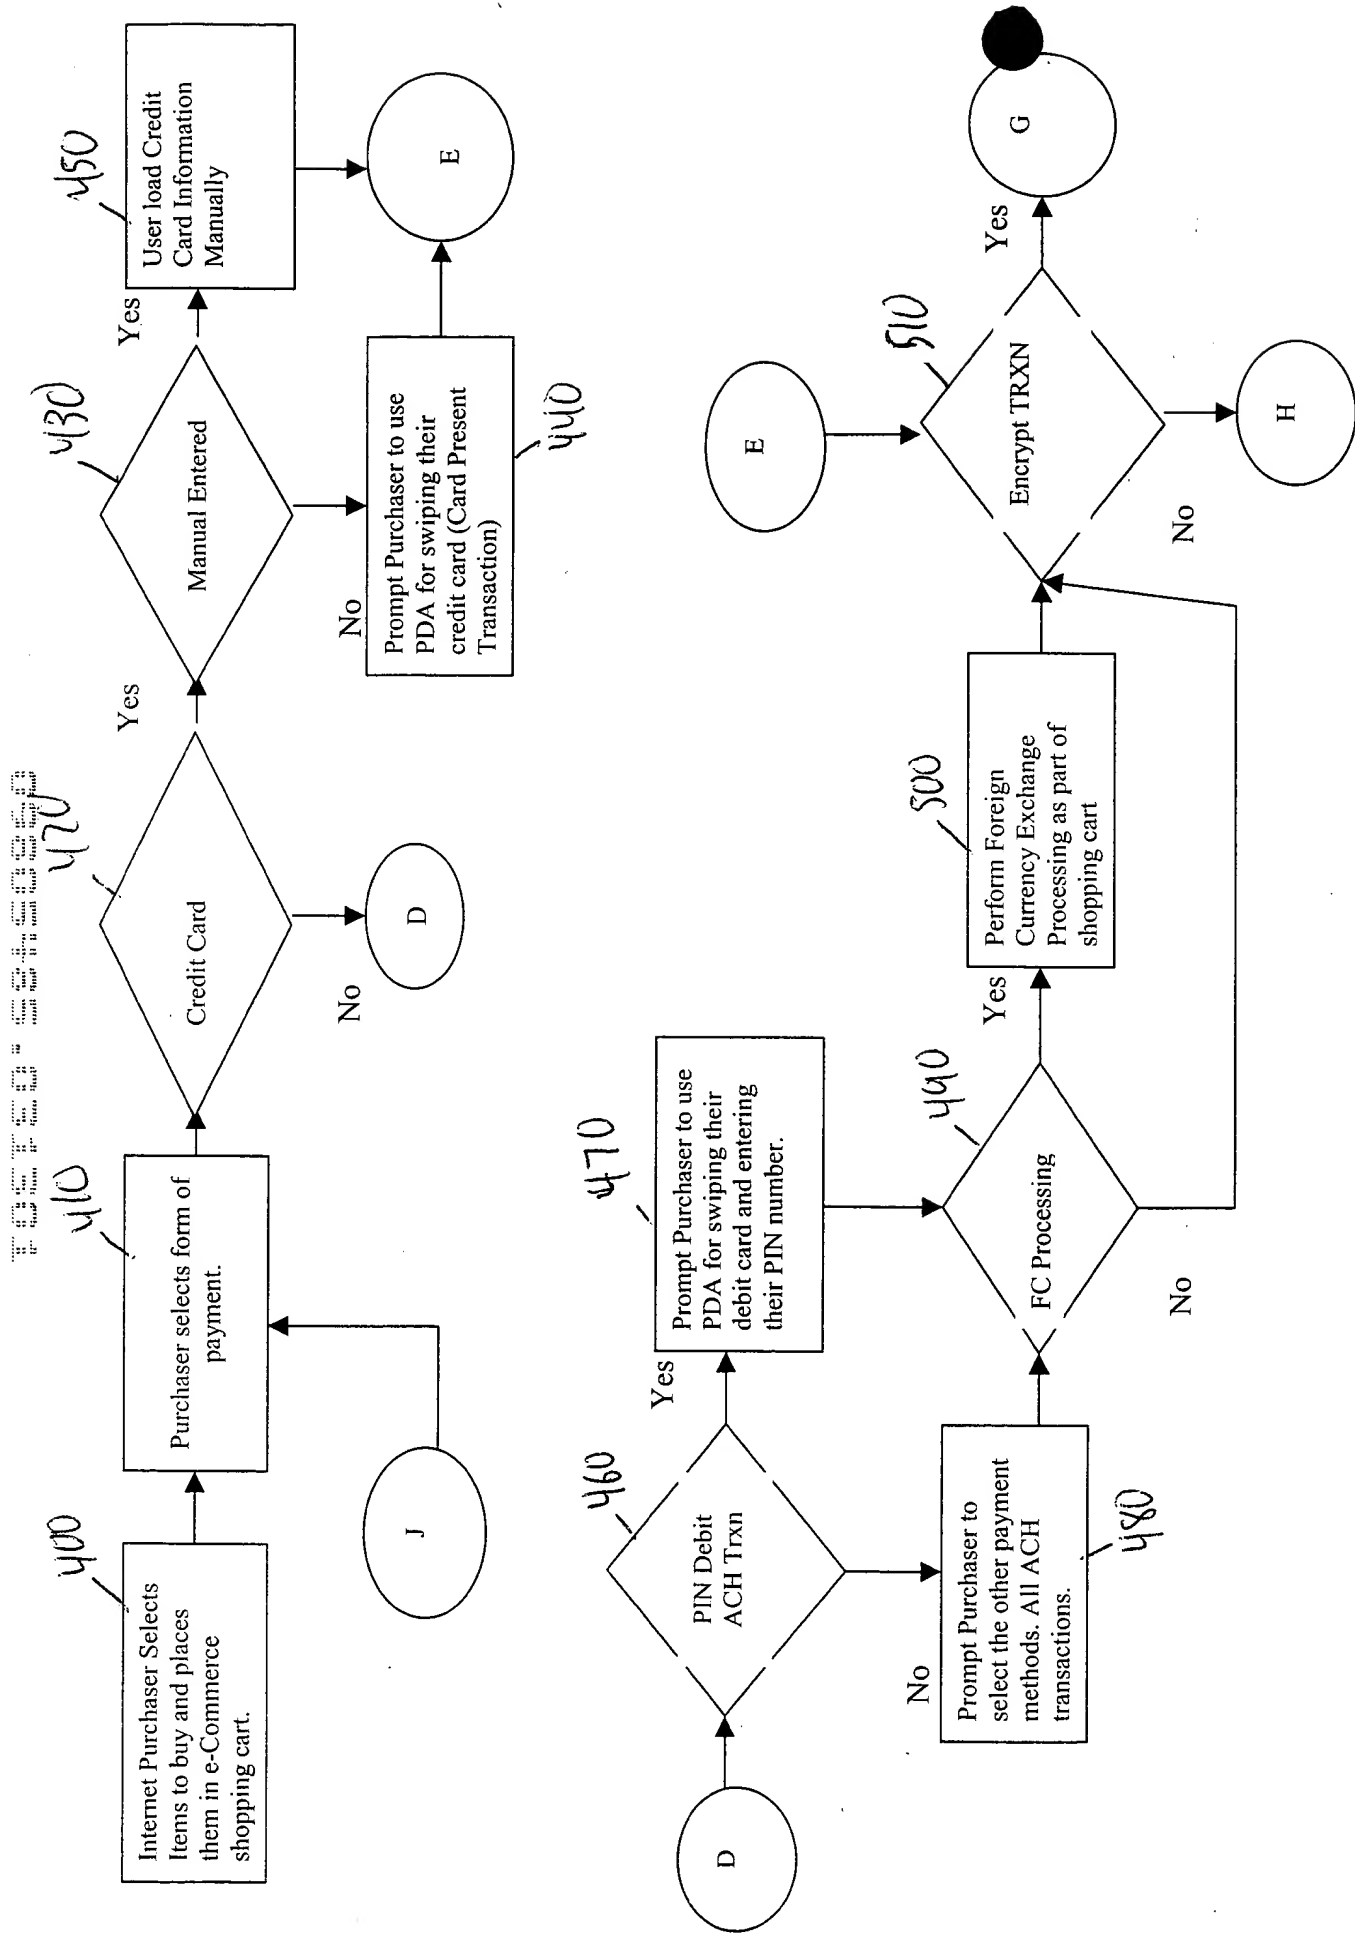 400
Internet Purchaser Selects
Items to buy and places
them in e-Commerce
shopping cart.
410
Purchaser selects form of
payment.
J
420
Credit Card
Yes
No
D
430
Manual Entered
Yes
No
450
User load Credit
Card Information
Manually
Prompt Purchaser to use
PDA for swiping their
credit card (Card Present
Transaction)
440
E
D
460
PIN Debit
ACH Trxn
Yes
No
470
Prompt Purchaser to use
PDA for swiping their
debit card and entering
their PIN number.
Prompt Purchaser to
select the other payment
methods. All ACH
transactions.
480
490
FC Processing
Yes
No
500
Perform Foreign
Currency Exchange
Processing as part of
shopping cart
E
510
Encrypt TRXN
Yes
No
G
H